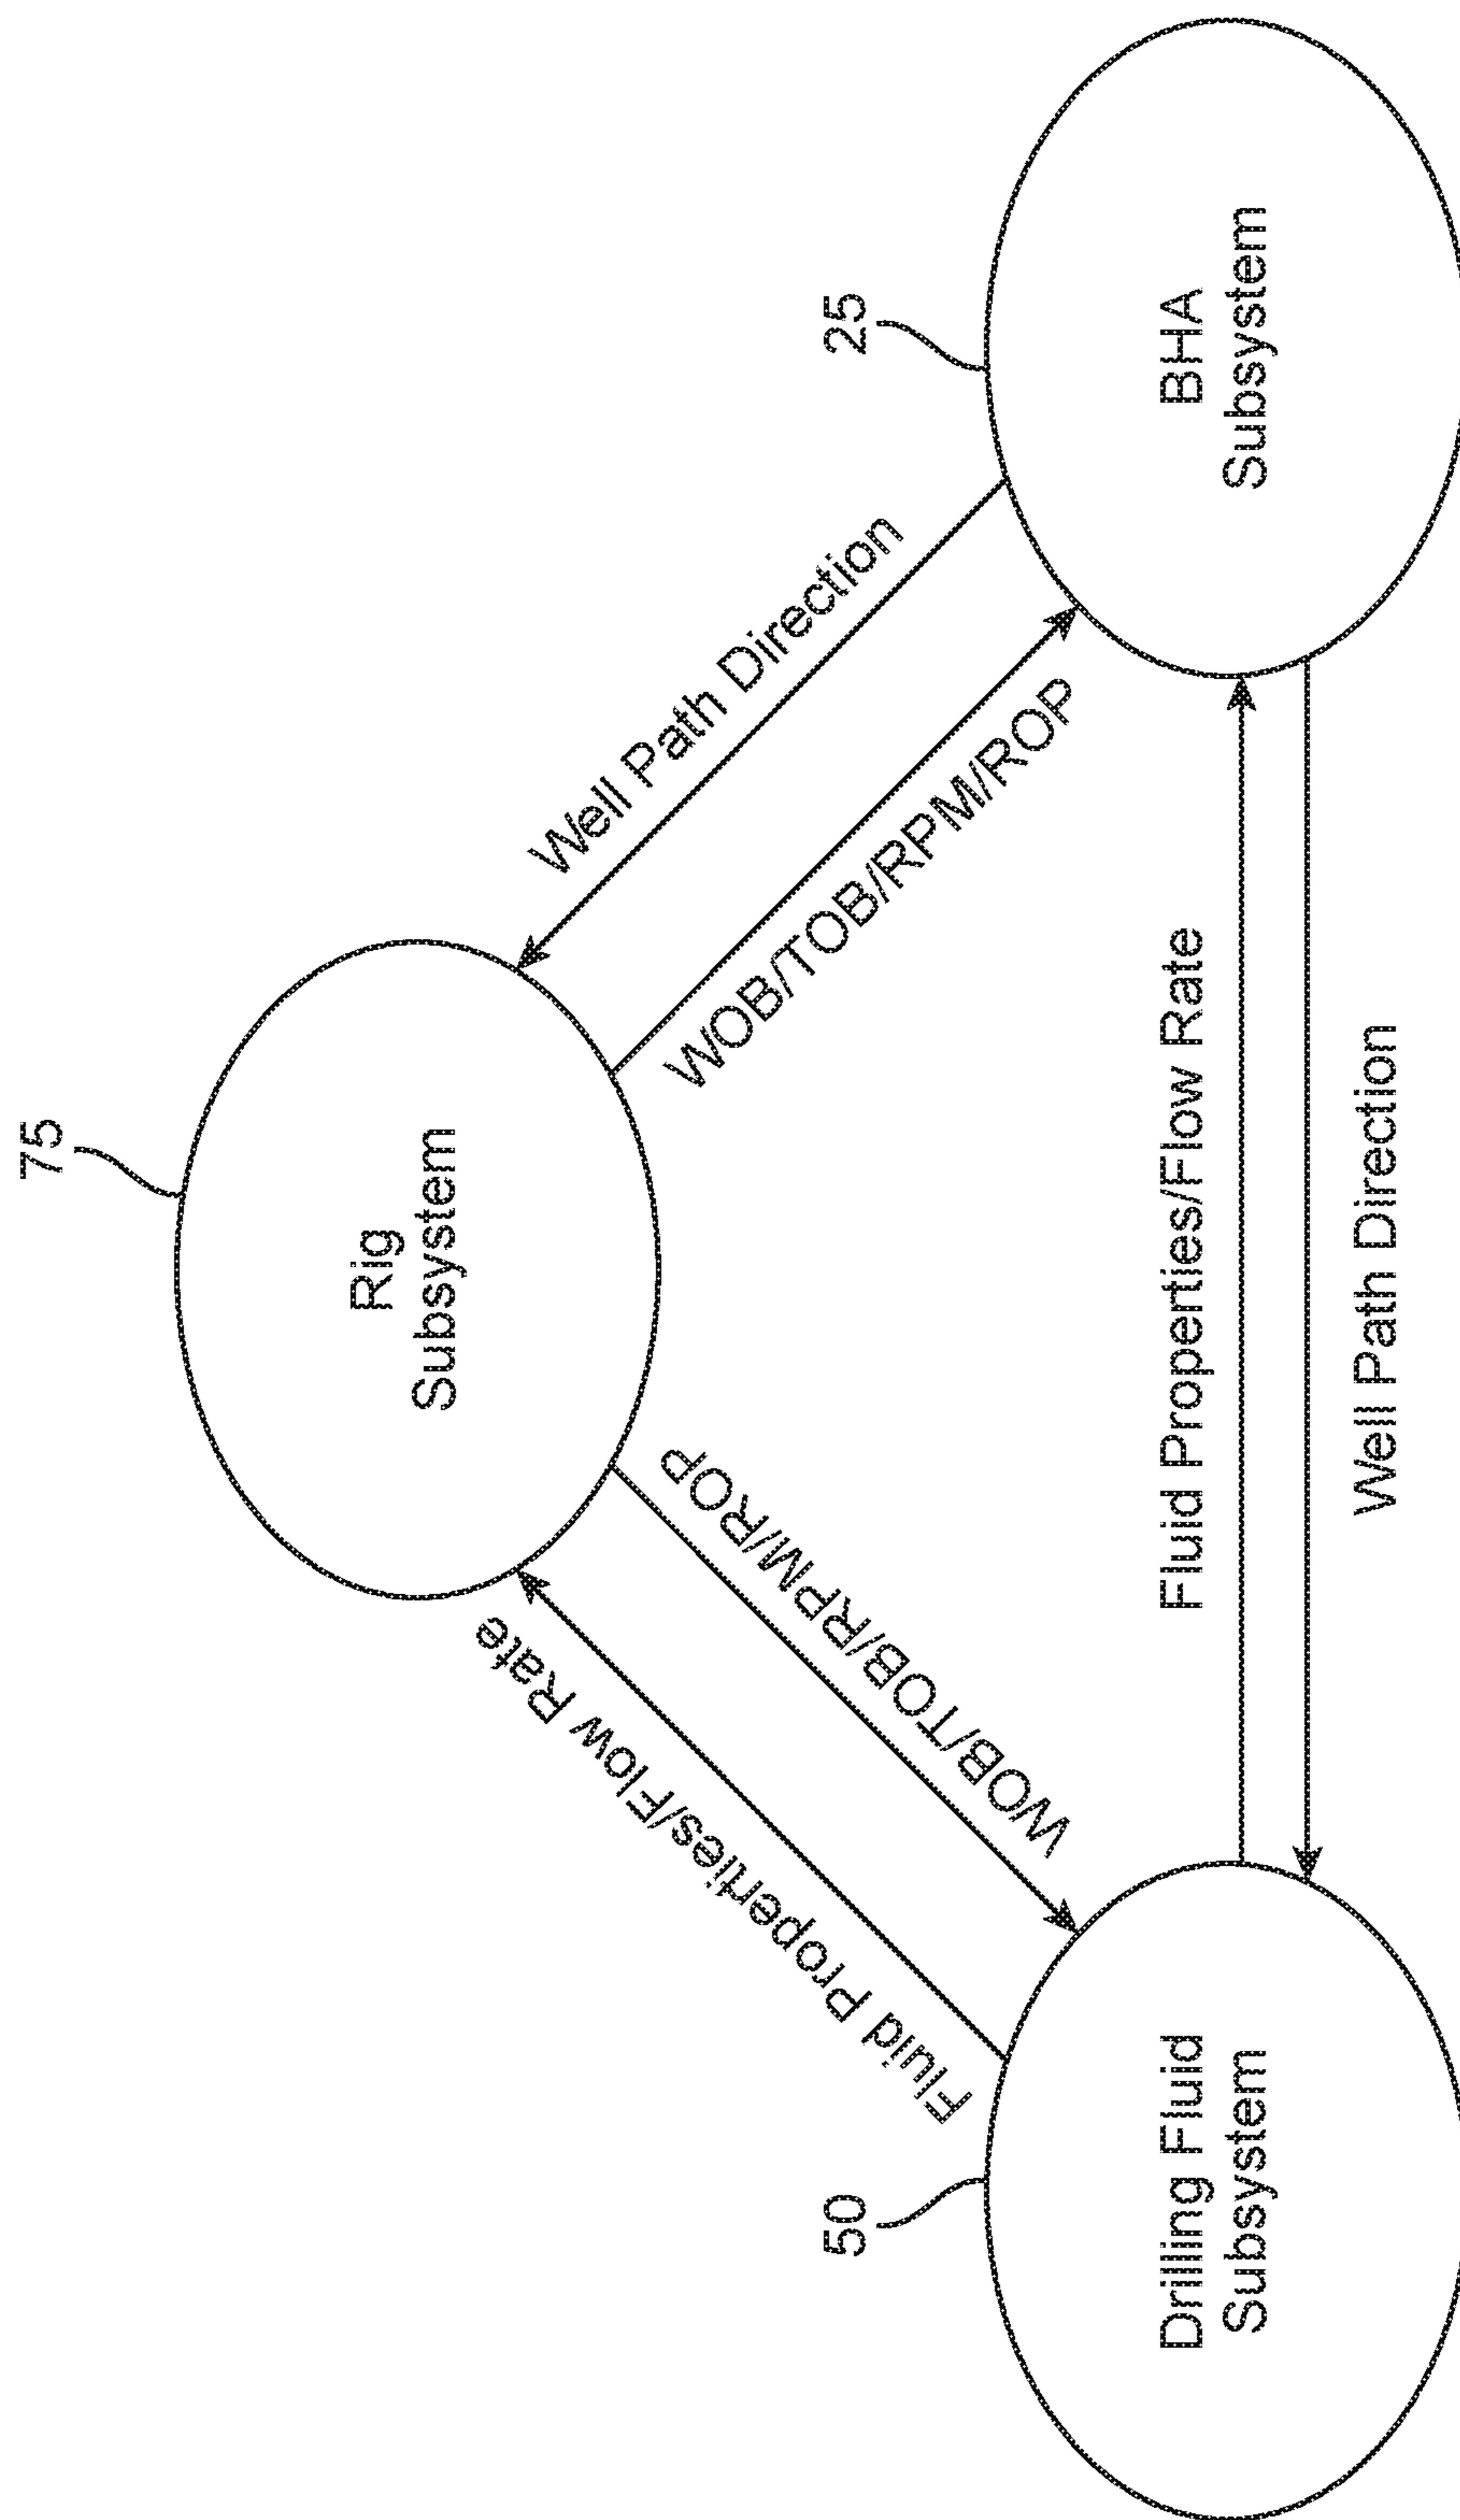 75
Rig
Subsystem
Fluid Properties/Flow Rate
WOB/TOB/RPM/ROP
Well Path Direction
WOB/TOB/RPM/ROP
50
Drilling Fluid
Subsystem
25
BHA
Subsystem
Fluid Properties/Flow Rate
Well Path Direction